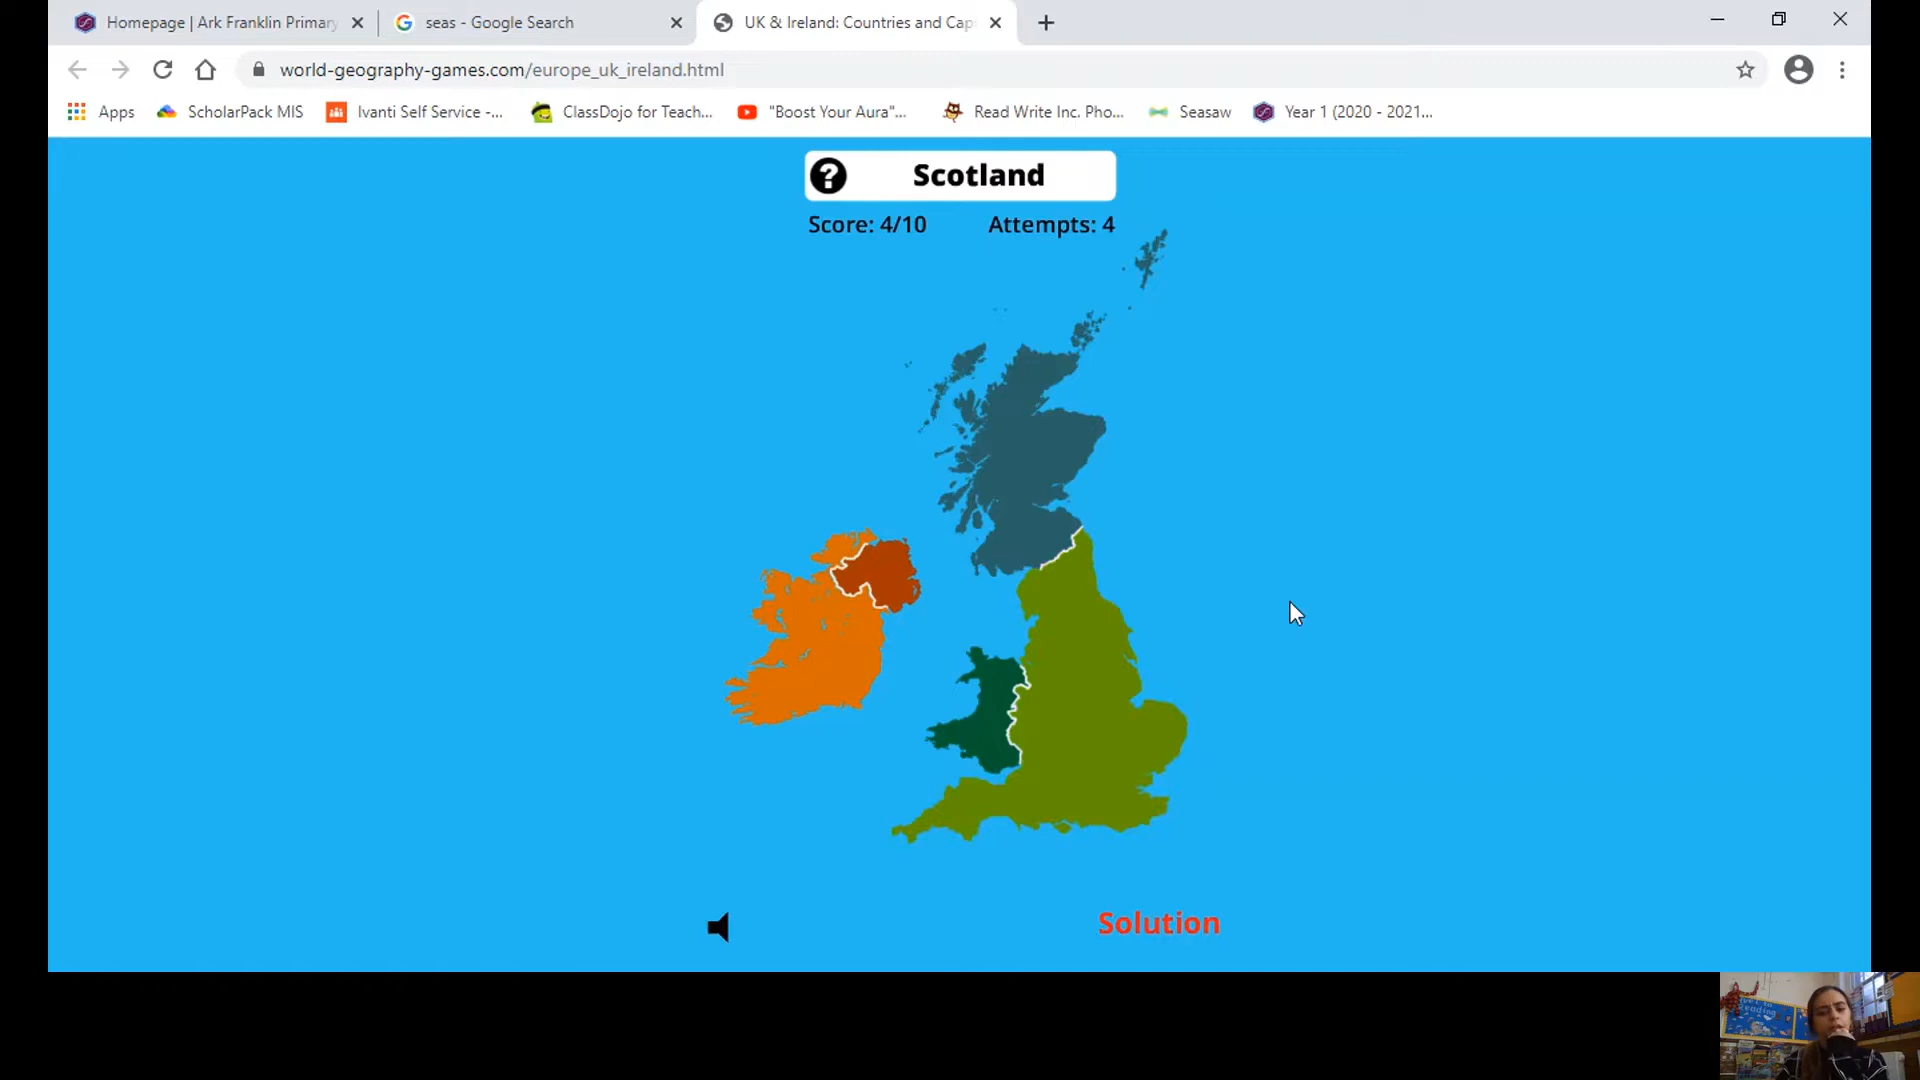 Homepage | Ark Franklin Primary
seas - Google Search
UK & Ireland: Countries and Cap
world-geography-games.com/europe_uk_ireland.html
Apps
ScholarPack MIS
Ivanti Self Service -...
ClassDojo for Teach...
"Boost Your Aura"...
Read Write Inc. Pho...
Seasaw
Year 1 (2020 - 2021...
? Scotland
Score: 4/10 Attempts: 4
Solution